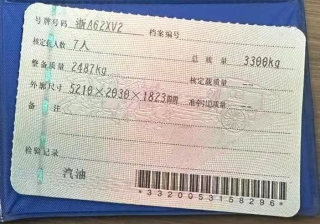 号牌号码 浙A62XV2 档案编号
核定载人数 7人 总质量 3300kg
整备质量 2487kg 核定载质量 --
外廓尺寸 5210×2030×1823mm 准牵引总质量 --
备注
检验记录
汽油
*3320053158296*